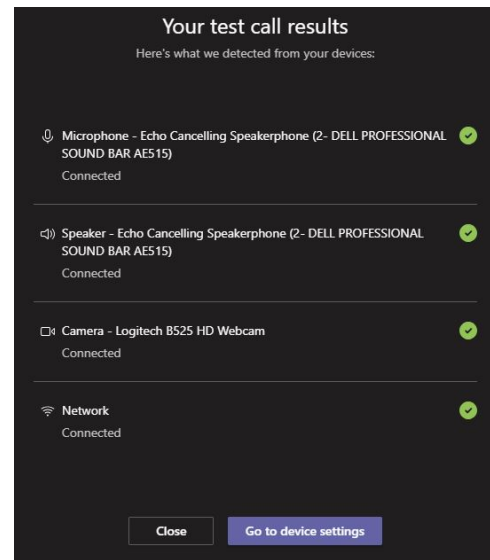 Your test call results
Here's what we detected from your devices:
Microphone - Echo Cancelling Speakerphone (2- DELL PROFESSIONAL
SOUND BAR AE515)
Connected
Speaker - Echo Cancelling Speakerphone (2- DELL PROFESSIONAL
SOUND BAR AE515)
Connected
Camera - Logitech B525 HD Webcam
Connected
Network
Connected
Close
Go to device settings